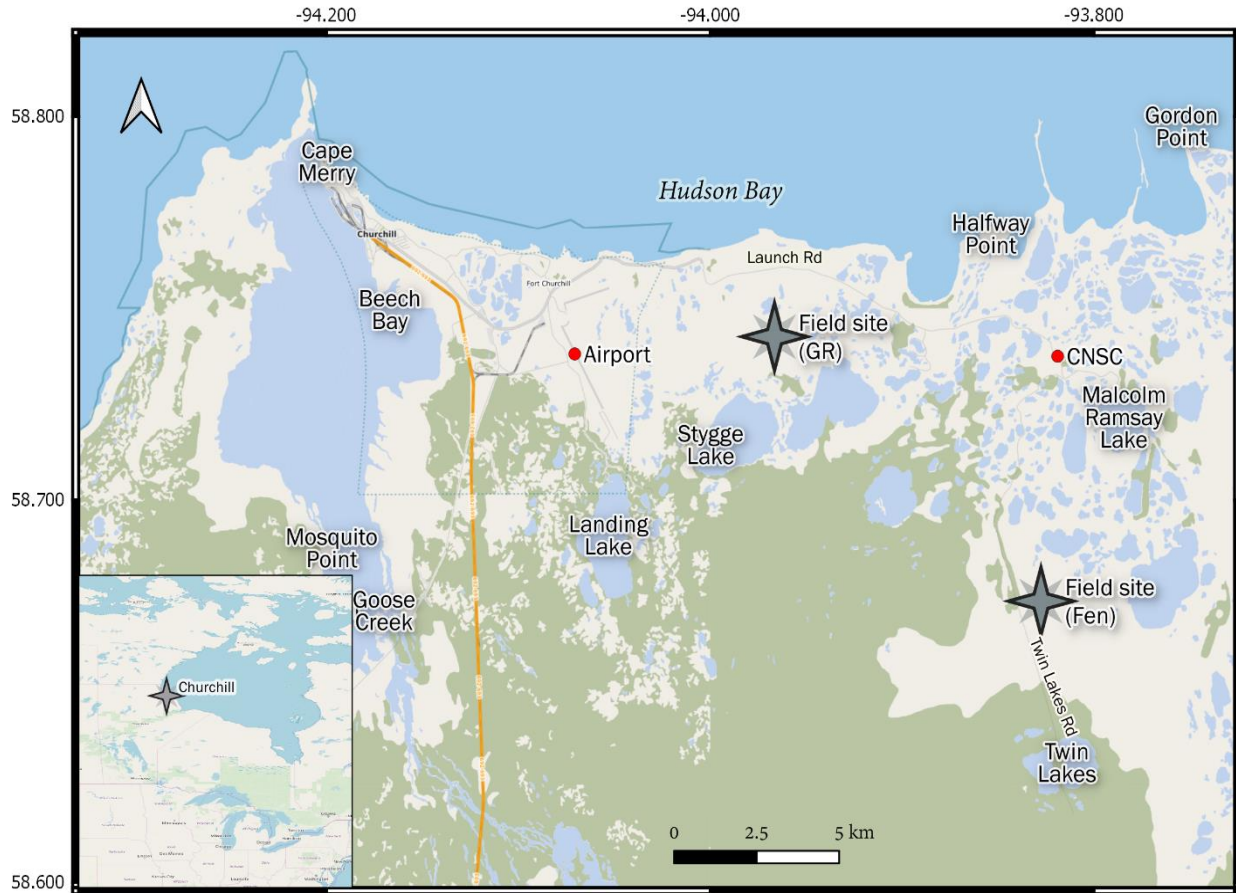 -94.200
-94.000
-93.800
58.800
58.700
58.600
Gordon
Point
Cape
Merry
Hudson Bay
Halfway
Point
Churchill
Launch Rd
Fort Churchill
Beech
Bay
Field site
(GR)
Airport
CNSC
Malcolm
Ramsay
Lake
Stygge
Lake
Landing
Lake
Mosquito
Point
Goose
Creek
Field site
(Fen)
Twin Lakes Rd
Twin
Lakes
Churchill
0 2.5 5 km